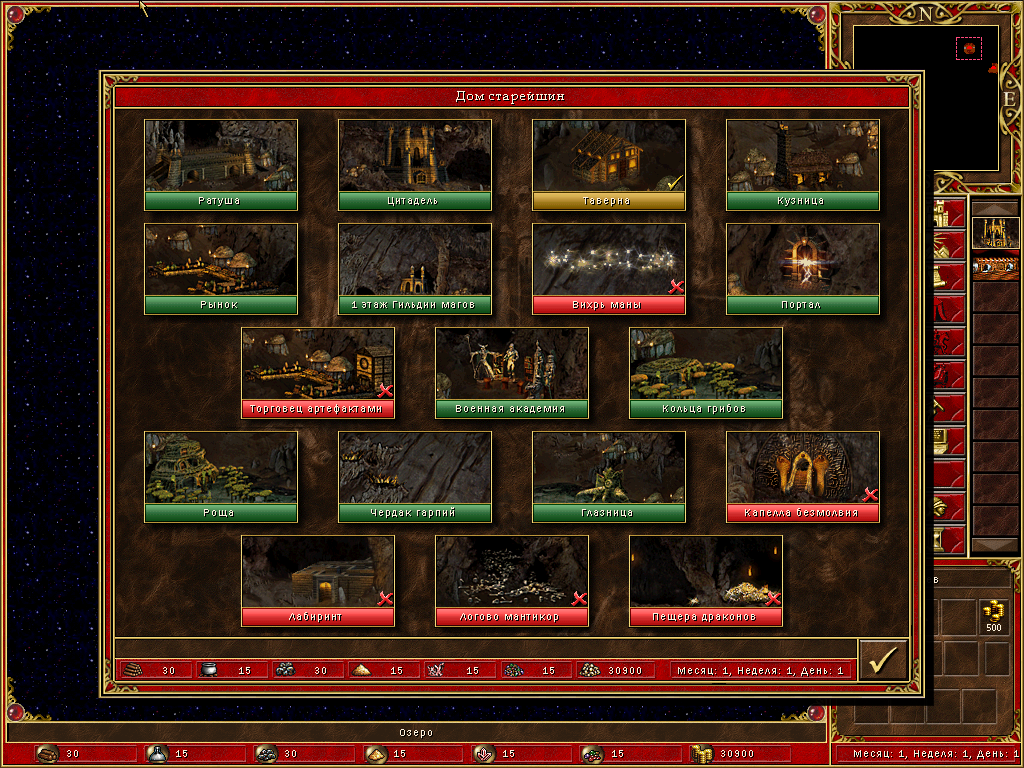 N
E
Дом старейшин
Ратуша
Цитадель
Таверна
Кузница
Рынок
1 этаж Гильдии магов
Вихрь маны
Портал
Торговец артефактами
Военная академия
Кольца грибов
Роща
Чердак гарпий
Глазница
Капелла безмолвия
Лабиринт
Логово мантикор
Пещера драконов
30 15 30 15 15 15 30900 Месяц: 1, Неделя: 1, День: 1
в
500
Озеро
30 15 30 15 15 15 30900 Месяц: 1, Неделя: 1, День: 1